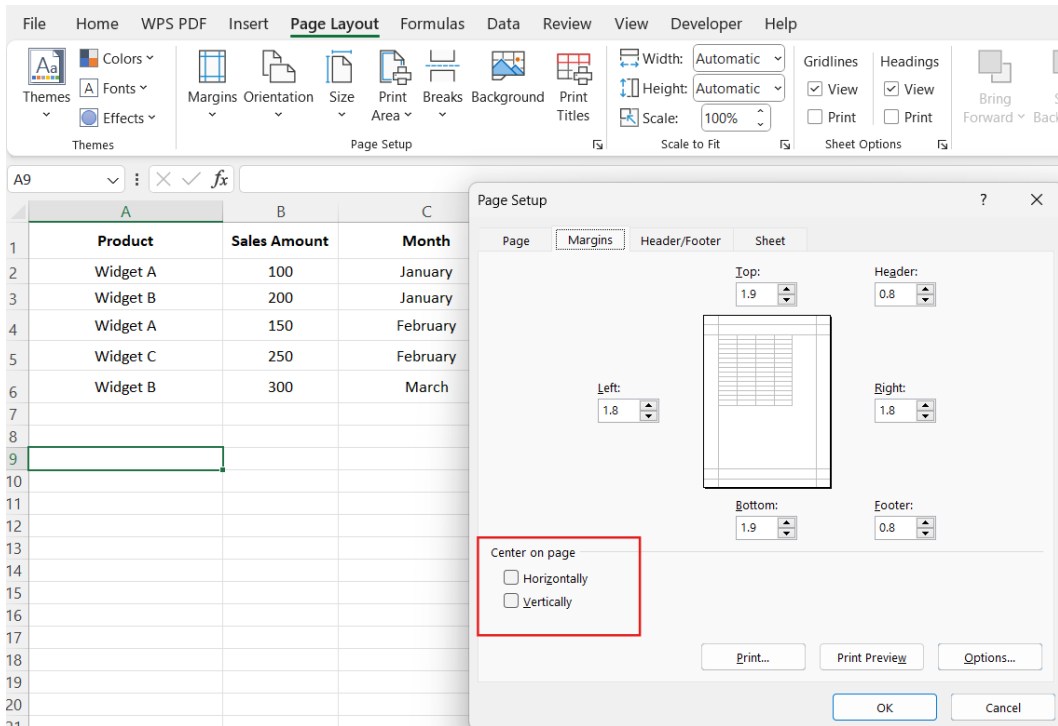 File Home WPS PDF Insert Page Layout Formulas Data Review View Developer Help
Aa Colors Width: Automatic Gridlines Headings
A Fonts Height: Automatic View View
Themes Effects Margins Orientation Size Print Area Breaks Background Print Titles Scale: 100% Print Print Bring Forward
Themes Page Setup Scale to Fit Sheet Options
A9 fx
Page Setup ? X
A B C
Page Margins Header/Footer Sheet
1 Product Sales Amount Month
2 Widget A 100 January
3 Widget B 200 January
4 Widget A 150 February
5 Widget C 250 February
6 Widget B 300 March
7
8
9
10
11
12
13
14
15
16
17
18
19
20
21
Top: Header:
1.9 0.8
Left: Right:
1.8 1.8
Bottom: Footer:
1.9 0.8
Center on page
Horizontally
Vertically
Print... Print Preview Options...
OK Cancel